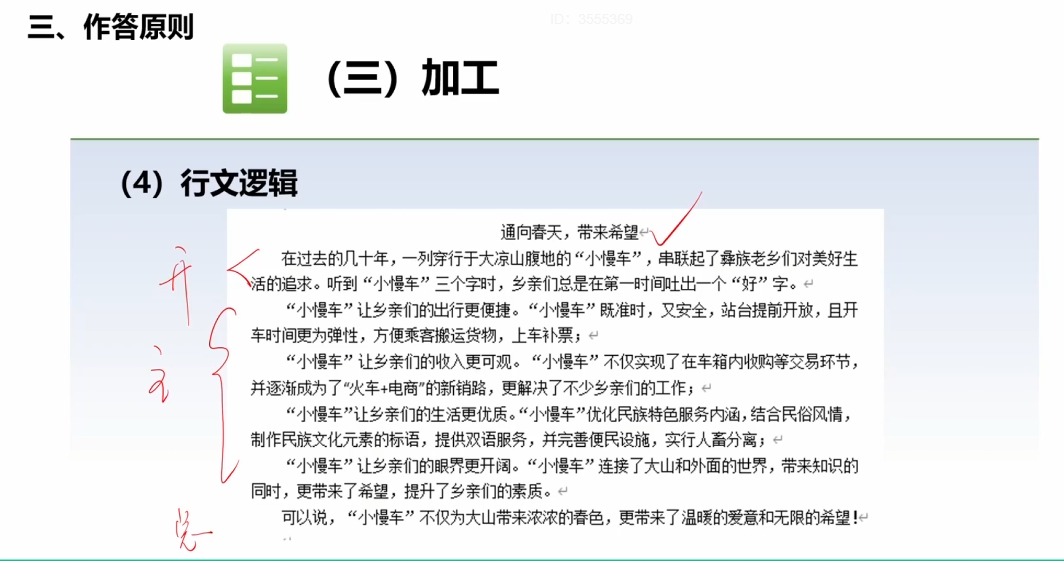 三、作答原则
ID: 3555369
（三）加工
（4）行文逻辑
通向春天，带来希望↵
在过去的几十年，一列穿行于大凉山腹地的“小慢车”，串联起了彝族老乡们对美好生
活的追求。听到“小慢车”三个字时，乡亲们总是在第一时间吐出一个“好”字。↵
“小慢车”让乡亲们的出行更便捷。“小慢车”既准时，又安全，站台提前开放，且开
车时间更为弹性，方便乘客搬运货物，上车补票；↵
“小慢车”让乡亲们的收入更可观。“小慢车”不仅实现了在车箱内收购等交易环节，
并逐渐成为了“火车+电商”的新销路，更解决了不少乡亲们的工作；↵
“小慢车”让乡亲们的生活更优质。“小慢车”优化民族特色服务内涵，结合民俗风情，
制作民族文化元素的标语，提供双语服务，并完善便民设施，实行人畜分离；↵
“小慢车”让乡亲们的眼界更开阔。“小慢车”连接了大山和外面的世界，带来知识的
同时，更带来了希望，提升了乡亲们的素质。↵
可以说，“小慢车”不仅为大山带来浓浓的春色，更带来了温暖的爱意和无限的希望！↵
开
主
总